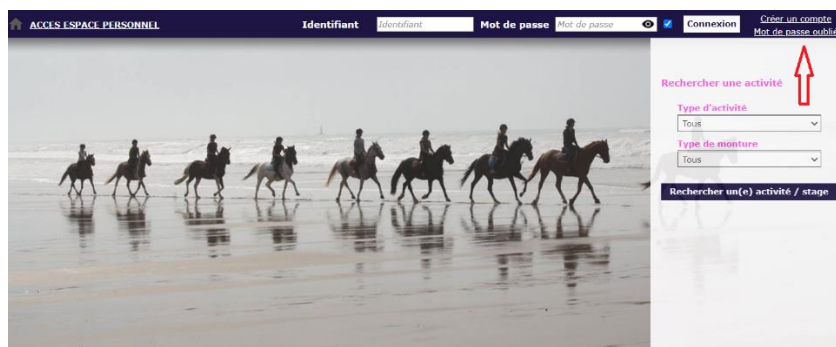 ACCES ESPACE PERSONNEL
Identifiant
Identifiant
Mot de passe
Mot de passe
Connexion
Créer un compte
Mot de passe oublié
Rechercher une activité
Type d'activité
Tous
Type de monture
Tous
Rechercher un(e) activité / stage